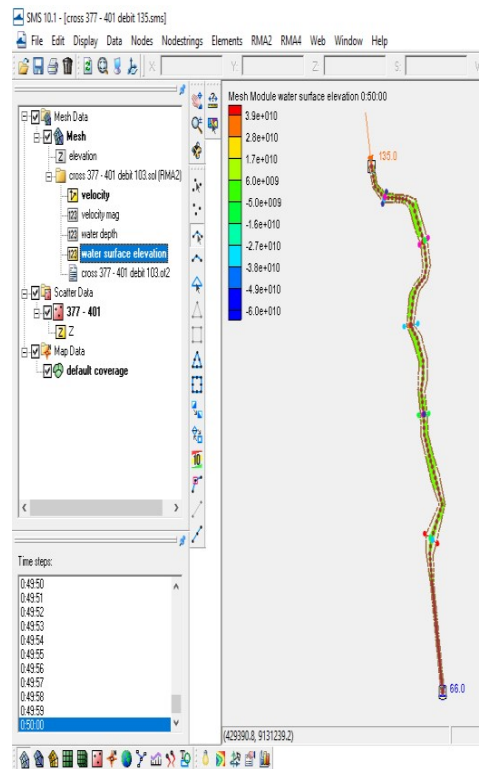 SMS 10.1 - [cross 377 - 401 debit 135.sms]
File Edit Display Data Nodes Nodestrings Elements RMA2 RMA4 Web Window Help
X: Y: Z: S:
Mesh Data
Mesh
Z elevation
cross 377 - 401 debit 103.sol (RMA2)
velocity
123 velocity mag
123 water depth
123 water surface elevation
cross 377 - 401 debit 103.ot2
Scatter Data
377 - 401
Z Z
Map Data
default coverage
10
Time steps:
0:49:50
0:49:51
0:49:52
0:49:53
0:49:54
0:49:55
0:49:56
0:49:57
0:49:58
0:49:59
0:50:00
Mesh Module water surface elevation 0:50:00
3.9e+010
2.8e+010
1.7e+010
6.0e+009
-5.0e+009
-1.6e+010
-2.7e+010
-3.8e+010
-4.9e+010
-6.0e+010
135.0
66.0
(429390.8, 9131239.2)